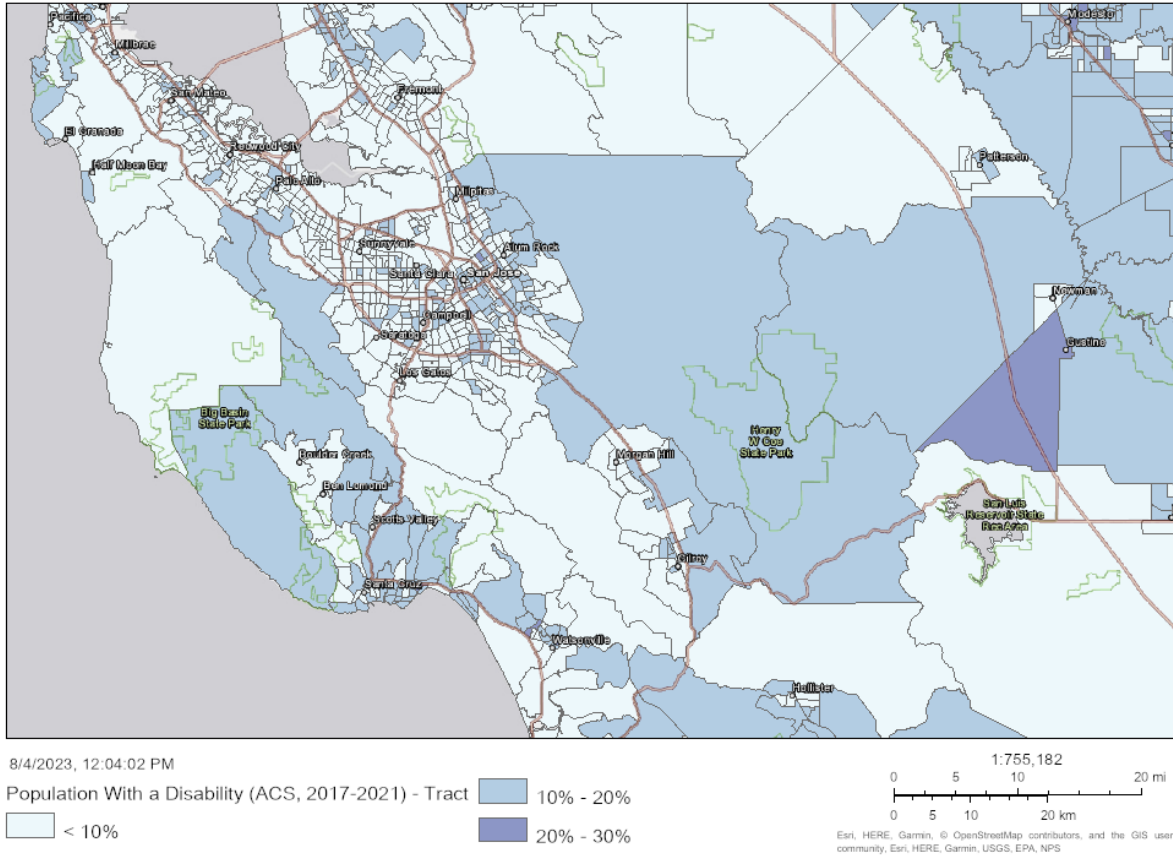 Pacifica
Modesto
Millbrae
San Mateo
Fremont
El Granada
Redwood City
Half Moon Bay
Patterson
Palo Alto
Milpitas
Sunnyvale
Alum Rock
Santa Clara
San Jose
Newman
Campbell
Saratoga
Gustine
Los Gatos
Big Basin
State Park
Henry
W Coe
State Park
Boulder Creek
Morgan Hill
Ben Lomond
San Luis
Reservoir State
Rec Area
Scotts Valley
Gilroy
Santa Cruz
Watsonville
Hollister
8/4/2023, 12:04:02 PM
Population With a Disability (ACS, 2017-2021) - Tract
< 10%
10% - 20%
20% - 30%
1:755,182
0 5 10 20 mi
0 5 10 20 km
Esri, HERE, Garmin, © OpenStreetMap contributors, and the GIS user
community, Esri, HERE, Garmin, USGS, EPA, NPS